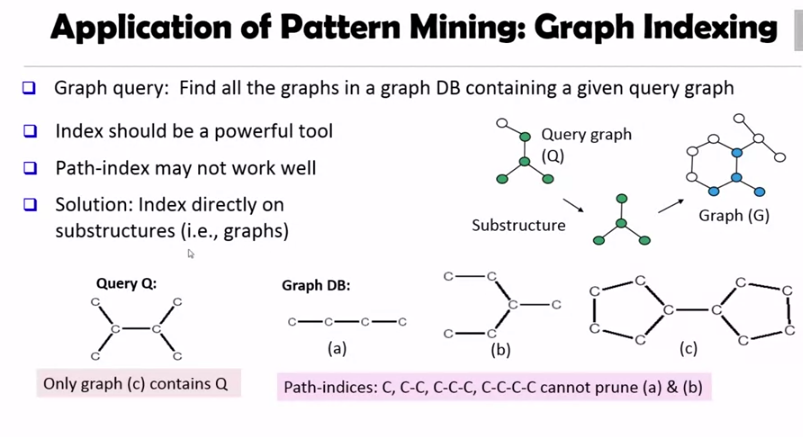 Application of Pattern Mining: Graph Indexing
Graph query: Find all the graphs in a graph DB containing a given query graph
Index should be a powerful tool
Path-index may not work well
Solution: Index directly on
substructures (i.e., graphs)
Query graph
(Q)
Substructure
Graph (G)
Query Q:
C C
C C
C C
Graph DB:
C C C C
(a)
C C
C C
C C
(b)
C C
C C
C C
C C
C C
(c)
Only graph (c) contains Q
Path-indices: C, C-C, C-C-C, C-C-C-C cannot prune (a) & (b)